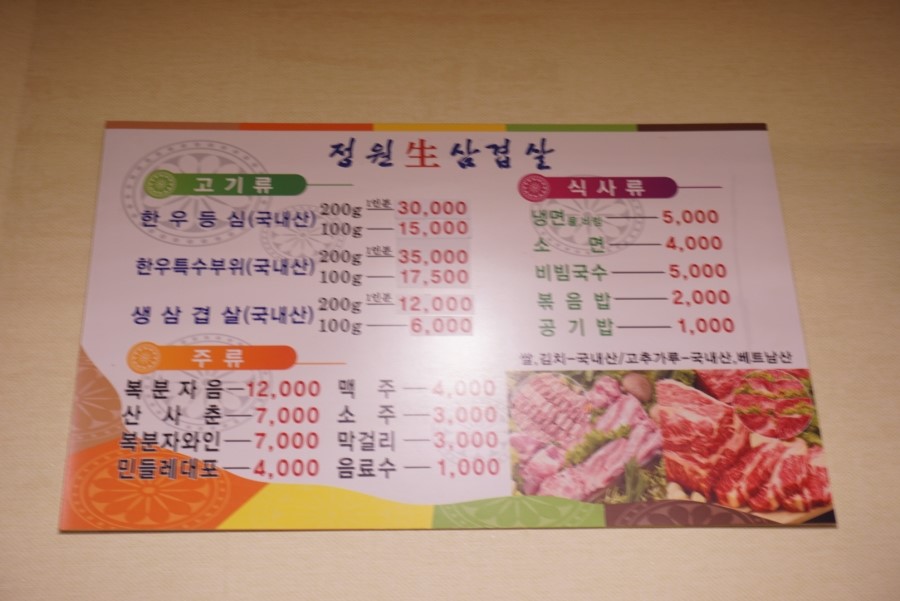 정원生삼겹살
고기류
한우등심(국내산) 200g 1인분 30,000
100g 15,000
한우특수부위(국내산) 200g 1인분 35,000
100g 17,500
생삼겹살(국내산) 200g 1인분 12,000
100g 6,000
주류
복분자음 12,000
산사춘 7,000
복분자와인 7,000
민들레대포 4,000
맥주 4,000
소주 3,000
막걸리 3,000
음료수 1,000
식사류
냉면 5,000
소면 4,000
비빔국수 5,000
볶음밥 2,000
공기밥 1,000
쌀,김치-국내산/고추가루-국내산,베트남산